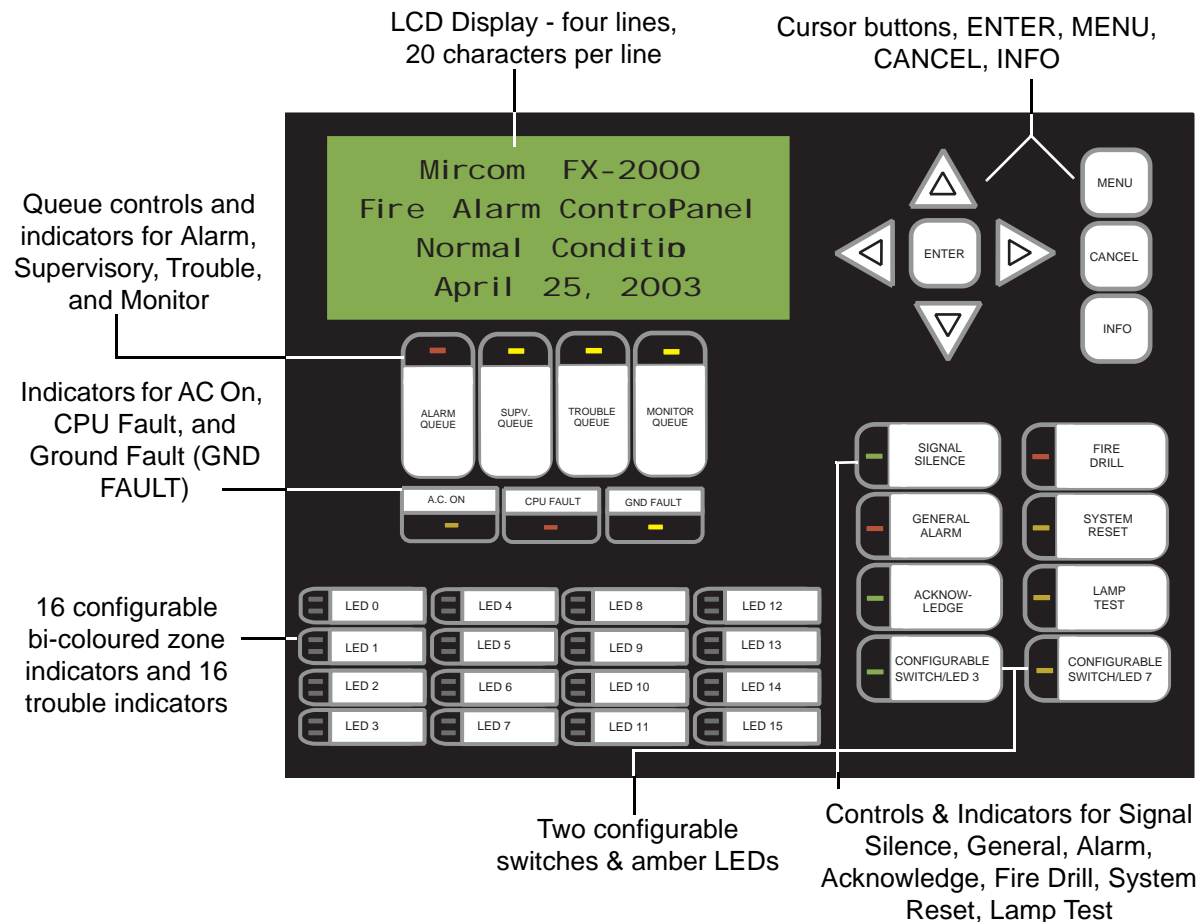 LCD Display - four lines,
20 characters per line
Cursor buttons, ENTER, MENU,
CANCEL, INFO
Mircom FX-2000
Fire Alarm ControPanel
Normal Conditio
April 25, 2003
MENU
ENTER
CANCEL
INFO
Queue controls and
indicators for Alarm,
Supervisory, Trouble,
and Monitor
ALARM
QUEUE
SUPV.
QUEUE
TROUBLE
QUEUE
MONITOR
QUEUE
Indicators for AC On,
CPU Fault, and
Ground Fault (GND
FAULT)
A.C. ON
CPU FAULT
GND FAULT
SIGNAL
SILENCE
FIRE
DRILL
GENERAL
ALARM
SYSTEM
RESET
ACKNOW-
LEDGE
LAMP
TEST
CONFIGURABLE
SWITCH/LED 3
CONFIGURABLE
SWITCH/LED 7
16 configurable
bi-coloured zone
indicators and 16
trouble indicators
LED 0
LED 4
LED 8
LED 12
LED 1
LED 5
LED 9
LED 13
LED 2
LED 6
LED 10
LED 14
LED 3
LED 7
LED 11
LED 15
Two configurable
switches & amber LEDs
Controls & Indicators for Signal
Silence, General, Alarm,
Acknowledge, Fire Drill, System
Reset, Lamp Test